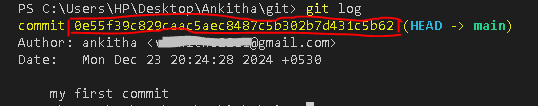 PS C:\Users\HP\Desktop\Ankitha\git> git log
commit 0e55f39c829caac5aec8487c5b302b7d431c5b62 (HEAD -> main)
Author: ankitha <@gmail.com>
Date: Mon Dec 23 20:24:28 2024 +0530
my first commit